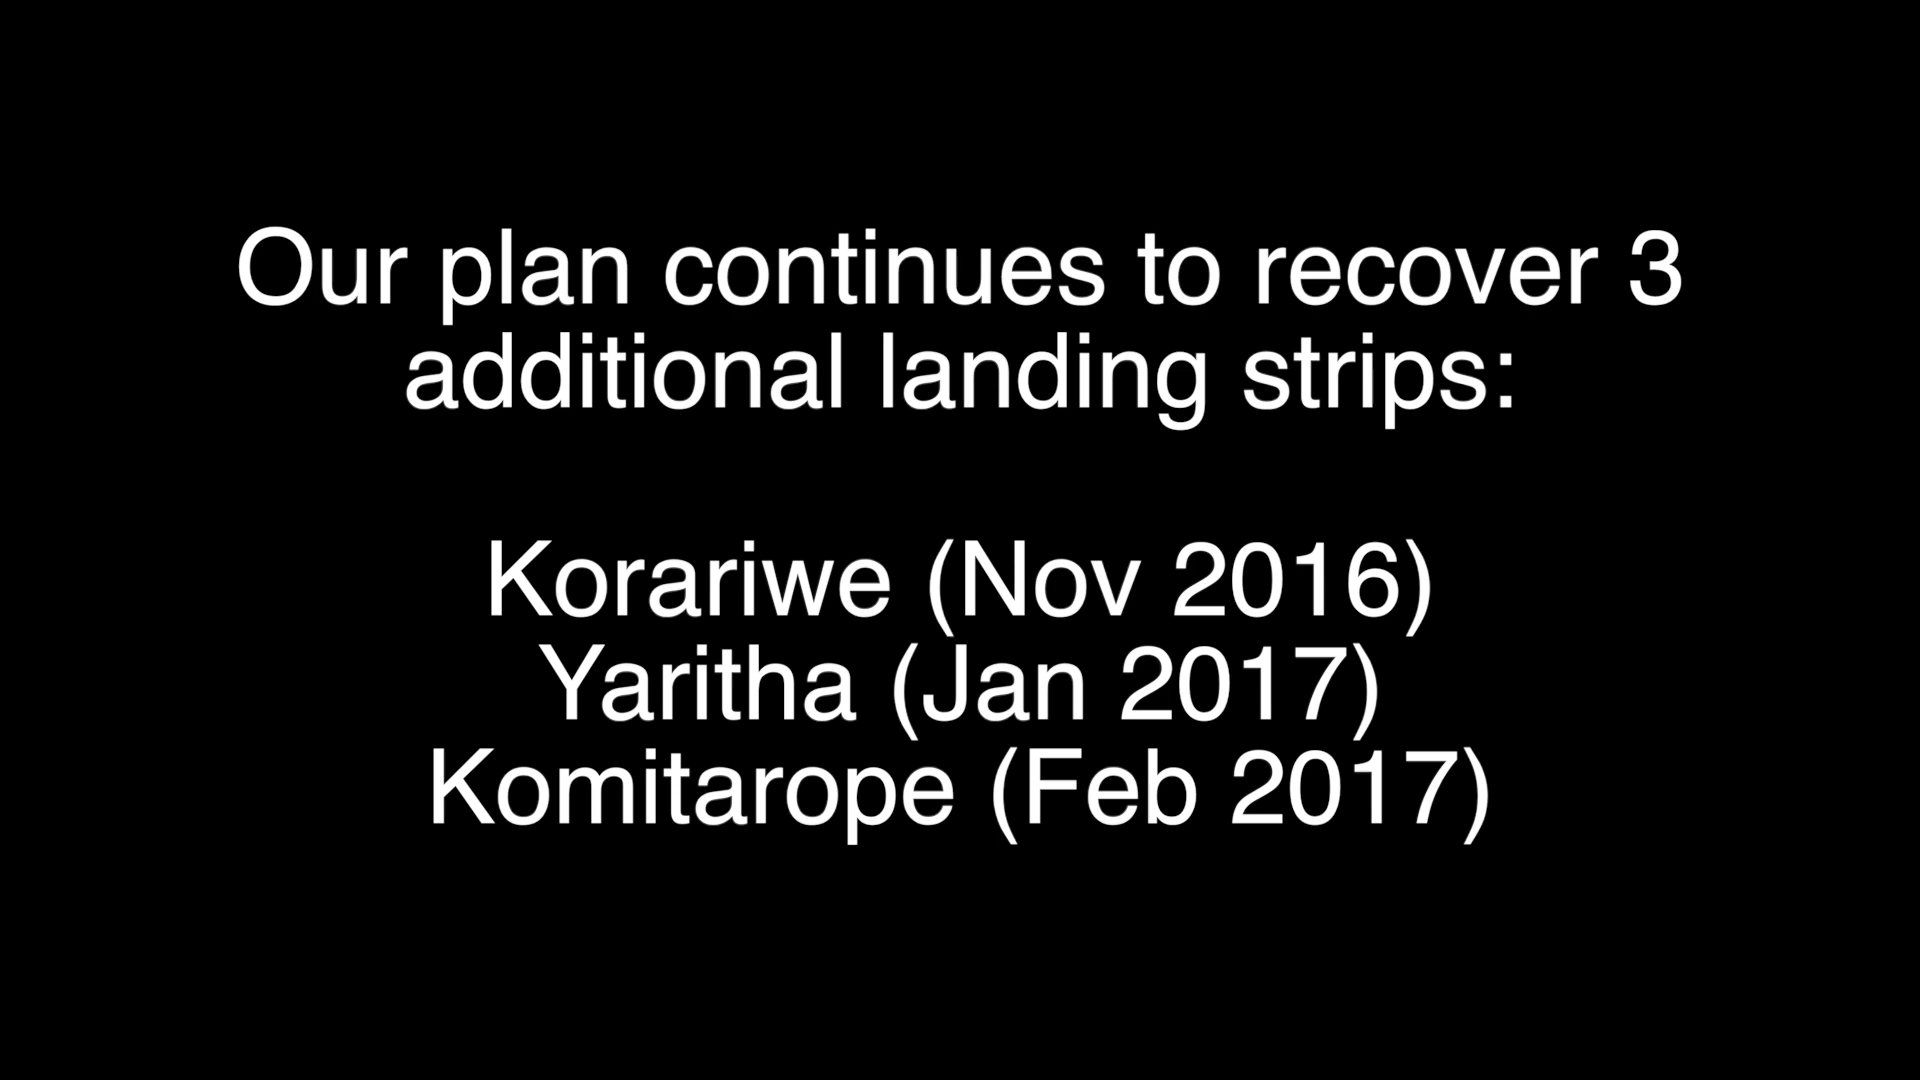 Our plan continues to recover 3
additional landing strips:
Korariwe (Nov 2016)
Yaritha (Jan 2017)
Komitarope (Feb 2017)